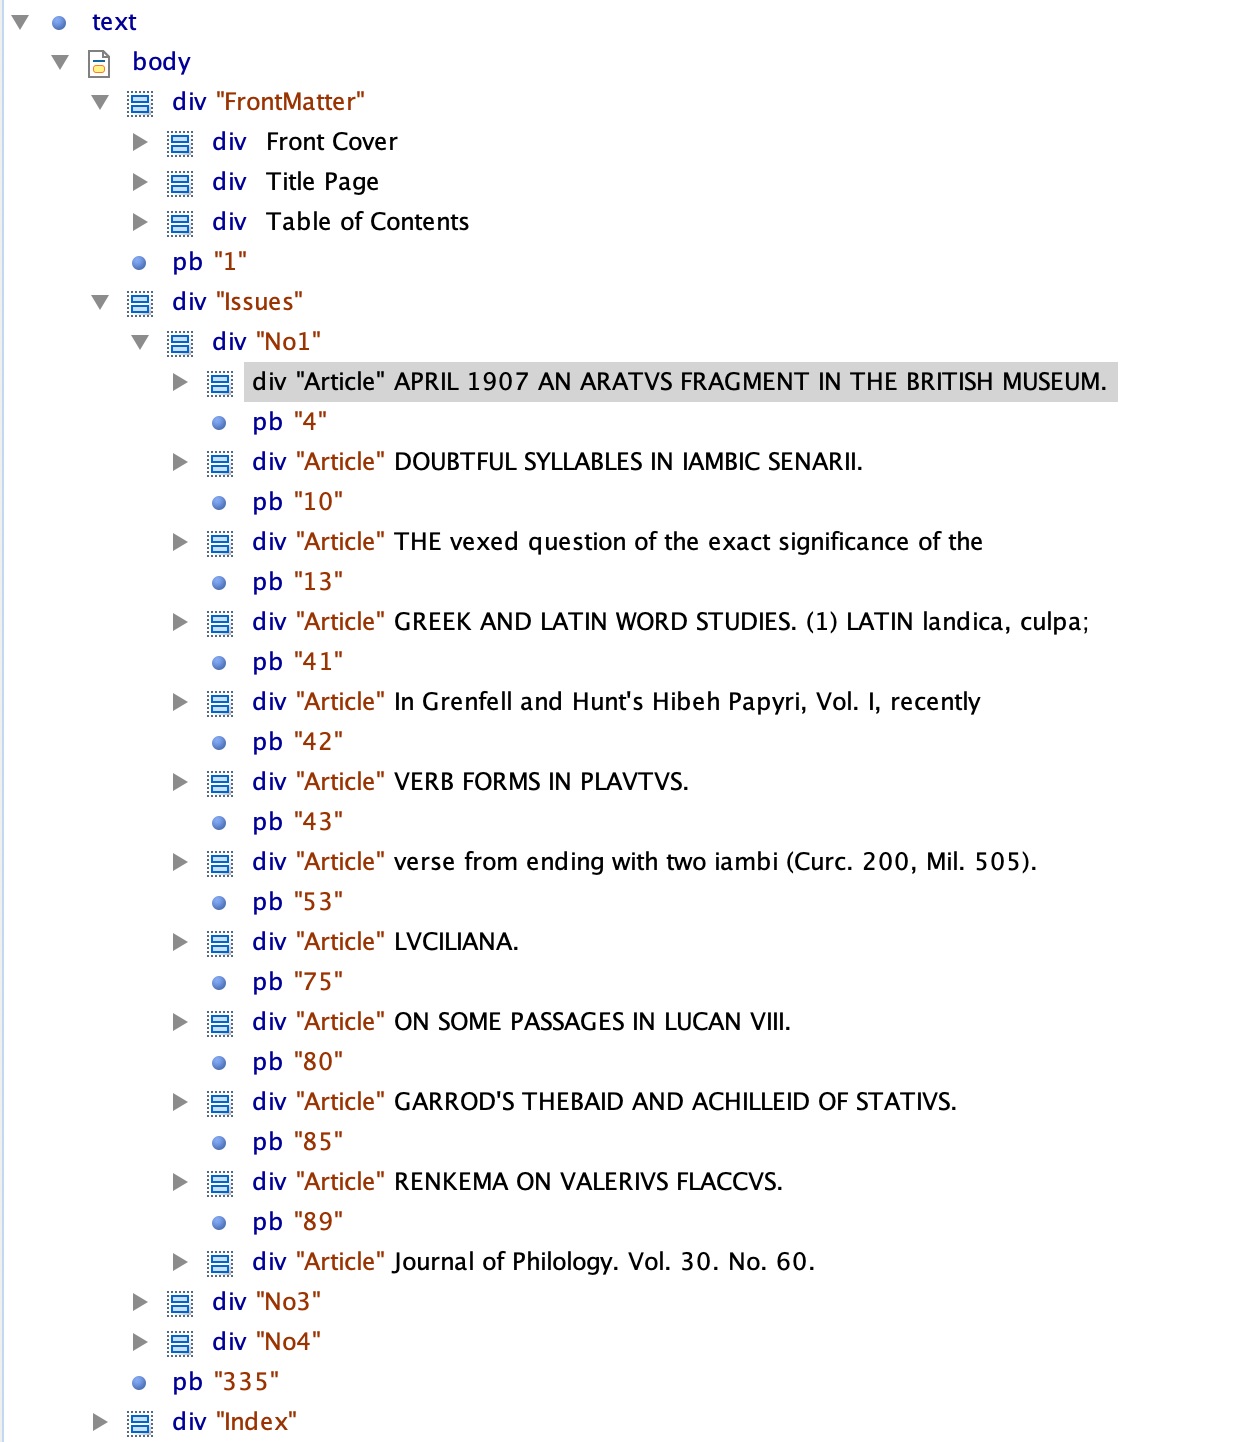 text
body
div "FrontMatter"
div Front Cover
div Title Page
div Table of Contents
pb "1"
div "Issues"
div "No1"
div "Article" APRIL 1907 AN ARATVS FRAGMENT IN THE BRITISH MUSEUM.
pb "4"
div "Article" DOUBTFUL SYLLABLES IN IAMBIC SENARII.
pb "10"
div "Article" THE vexed question of the exact significance of the
pb "13"
div "Article" GREEK AND LATIN WORD STUDIES. (1) LATIN landica, culpa;
pb "41"
div "Article" In Grenfell and Hunt's Hibeh Papyri, Vol. I, recently
pb "42"
div "Article" VERB FORMS IN PLAVTVS.
pb "43"
div "Article" verse from ending with two iambi (Curc. 200, Mil. 505).
pb "53"
div "Article" LVCILIANA.
pb "75"
div "Article" ON SOME PASSAGES IN LUCAN VIII.
pb "80"
div "Article" GARROD'S THEBAID AND ACHILLEID OF STATIVS.
pb "85"
div "Article" RENKEMA ON VALERIVS FLACCVS.
pb "89"
div "Article" Journal of Philology. Vol. 30. No. 60.
div "No3"
div "No4"
pb "335"
div "Index"